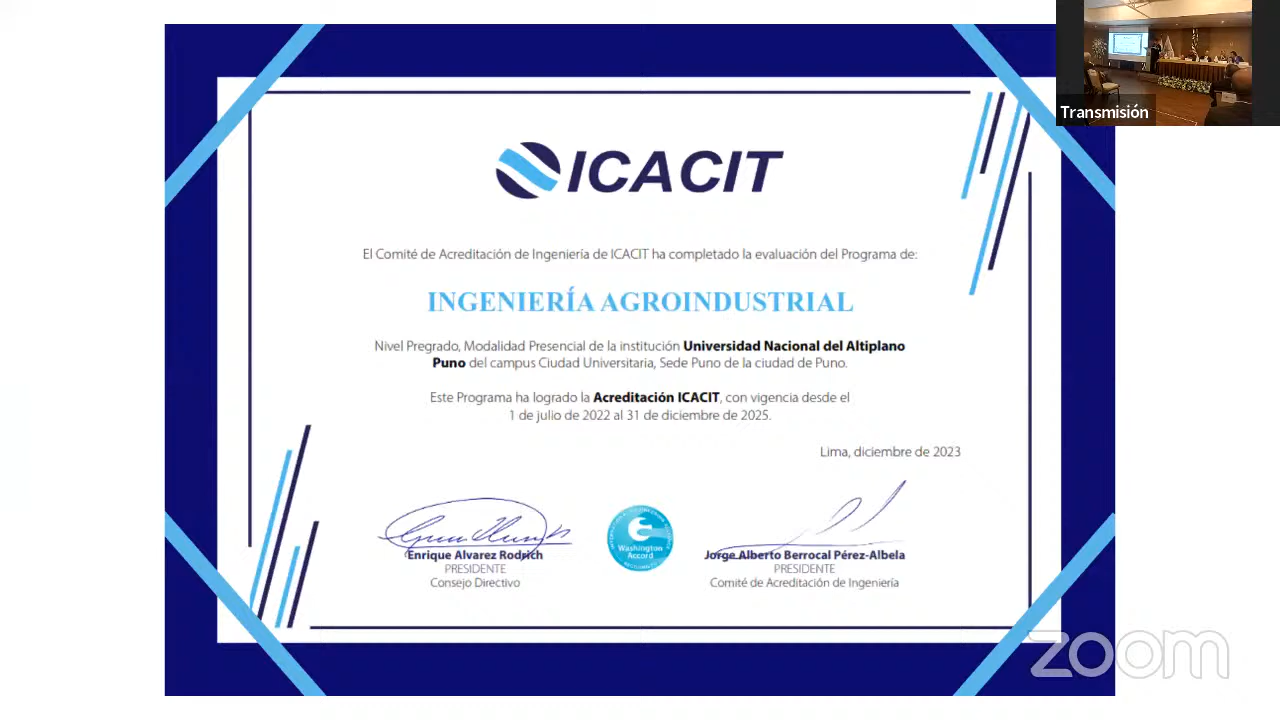 Transmisión
ICACIT
El Comité de Acreditación de Ingeniería de ICACIT ha completado la evaluación del Programa de:
INGENIERÍA AGROINDUSTRIAL
Nivel Pregrado, Modalidad Presencial de la institución Universidad Nacional del Altiplano
Puno del campus Ciudad Universitaria, Sede Puno de la ciudad de Puno.
Este Programa ha logrado la Acreditación ICACIT, con vigencia desde el
1 de julio de 2022 al 31 de diciembre de 2025.
Lima, diciembre de 2023
Enrique Alvarez Rodrich
PRESIDENTE
Consejo Directivo
Washington
Accord
Jorge Alberto Berrocal Pérez-Albela
PRESIDENTE
Comité de Acreditación de Ingeniería
zoom